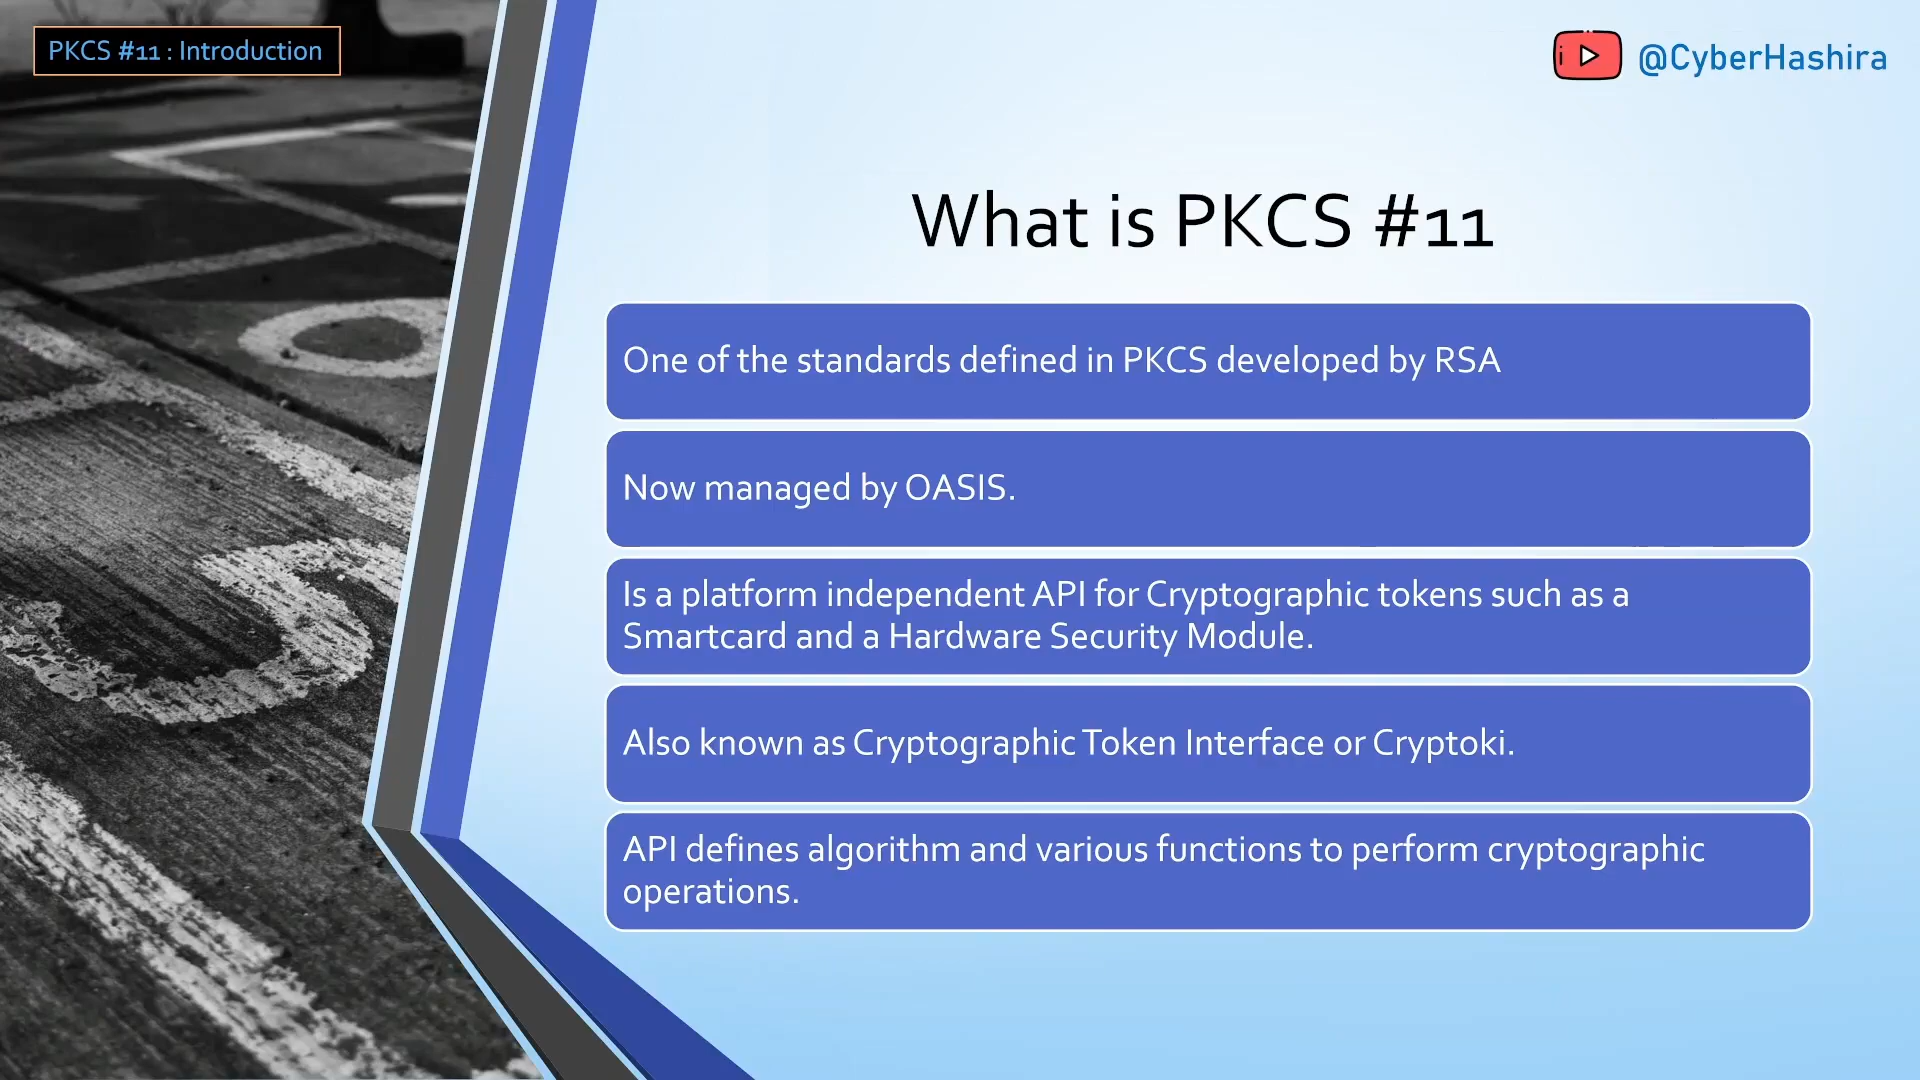 PKCS #11 : Introduction
@CyberHashira
What is PKCS #11
One of the standards defined in PKCS developed by RSA
Now managed by OASIS.
Is a platform independent API for Cryptographic tokens such as a
Smartcard and a Hardware Security Module.
Also known as Cryptographic Token Interface or Cryptoki.
API defines algorithm and various functions to perform cryptographic
operations.